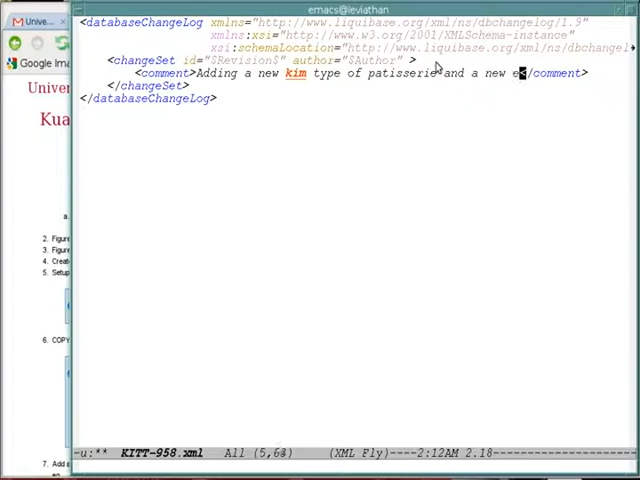 emacs@leviathan
Unive...
Google Ima
<databaseChangeLog xmlns="http://www.liquibase.org/xml/ns/dbchangelog/1.9"
xmlns:xsi="http://www.w3.org/2001/XMLSchema-instance"
xsi:schemaLocation="http://www.liquibase.org/xml/ns/dbchangel
<changeSet id="$Revision$" author="$Author" >
<comment>Adding a new kim type of patisserie and a new e</comment>
</changeSet>
</databaseChangeLog>
Univer
Kua
a.
2. Figure
3. Figure
4. Create
5. Setup
6. COPY
7. Add a
-u:** KITT-958.xml All (5,63) (XML Fly)----2:12AM 2.18